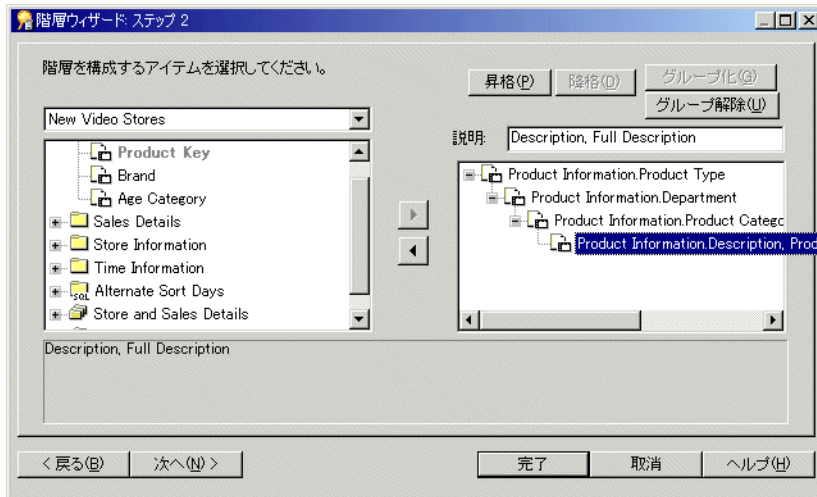 階層ウィザード: ステップ 2
階層を構成するアイテムを選択してください。
昇格(P)
降格(D)
グループ化(G)
グループ解除(U)
New Video Stores
説明:
Description, Full Description
Product Key
Brand
Age Category
Sales Details
Store Information
Time Information
SQL
Alternate Sort Days
Store and Sales Details
Product Information.Product Type
Product Information.Department
Product Information.Product Catego
Product Information.Description, Prod
Description, Full Description
< 戻る(B)
次へ(N) >
完了
取消
ヘルプ(H)